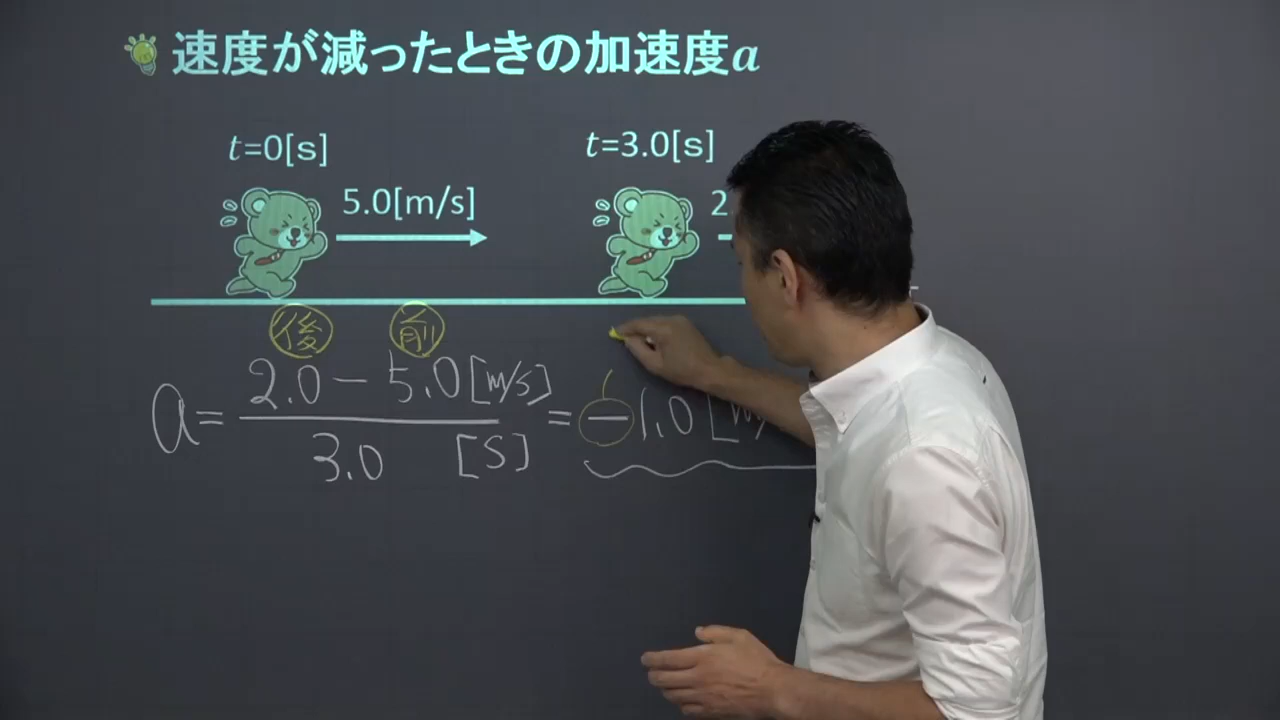 速度が減ったときの加速度a
t=0[s]
t=3.0[s]
5.0[m/s]
2
後 前
a = 2.0 − 5.0 [m/s] / 3.0 [s] = −1.0 [m/